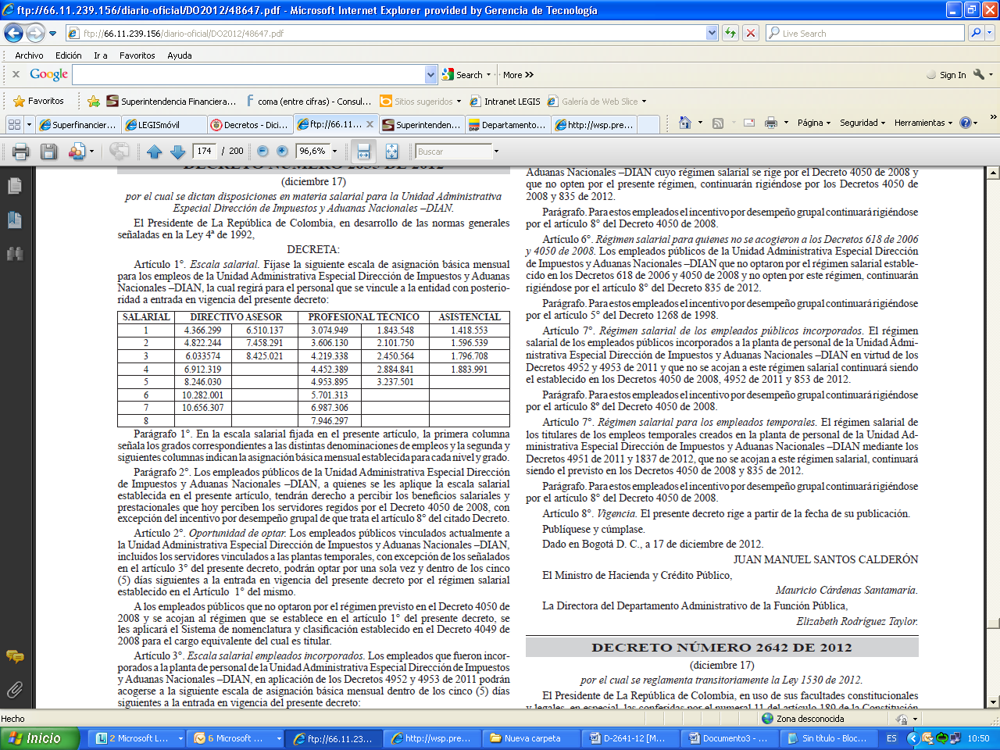 ftp://66.11.239.156/diario-oficial/DO2012/48647.pdf - Microsoft Internet Explorer provided by Gerencia de Tecnología
ftp://66.11.239.156/diario-oficial/DO2012/48647.pdf
Live Search
Archivo Edición Ir a Favoritos Ayuda
x Google Search More » Sign In
Favoritos Superintendencia Financiera... coma (entre cifras) - Consul... Sitios sugeridos Intranet LEGIS Galería de Web Slice
Superfinancier... LEGISmóvil Decretos - Dici... ftp://66.11.... Superintenden... Departamento... http://wsp.pre... Página Seguridad Herramientas »
174 / 200 96,6% Buscar
(diciembre 17)
por el cual se dictan disposiciones en materia salarial para la Unidad Administrativa
Especial Dirección de Impuestos y Aduanas Nacionales –DIAN.
El Presidente de La República de Colombia, en desarrollo de las normas generales
señaladas en la Ley 4ª de 1992,
DECRETA:
Artículo 1°. Escala salarial. Fíjase la siguiente escala de asignación básica mensual
para los empleos de la Unidad Administrativa Especial Dirección de Impuestos y Aduanas
Nacionales –DIAN, la cual regirá para el personal que se vincule a la entidad con posterio-
ridad a entrada en vigencia del presente decreto:
SALARIAL DIRECTIVO ASESOR PROFESIONAL TÉCNICO ASISTENCIAL
1 4.366.299 6.510.137 3.074.949 1.843.548 1.418.553
2 4.822.244 7.458.291 3.606.130 2.101.750 1.596.539
3 6.033574 8.425.021 4.219.338 2.450.564 1.796.708
4 6.912.319 4.452.389 2.884.841 1.883.991
5 8.246.030 4.953.895 3.237.501
6 10.282.001 5.701.313
7 10.656.307 6.987.306
8 7.946.297
Parágrafo 1°. En la escala salarial fijada en el presente artículo, la primera columna
señala los grados correspondientes a las distintas denominaciones de empleos y la segunda y
siguientes columnas indican la asignación básica mensual establecida para cada nivel y grado.
Parágrafo 2°. Los empleados públicos de la Unidad Administrativa Especial Dirección
de Impuestos y Aduanas Nacionales –DIAN, a quienes se les aplique la escala salarial
establecida en el presente artículo, tendrán derecho a percibir los beneficios salariales y
prestacionales que hoy perciben los servidores regidos por el Decreto 4050 de 2008, con
excepción del incentivo por desempeño grupal de que trata el artículo 8° del citado Decreto.
Artículo 2°. Oportunidad de optar. Los empleados públicos vinculados actualmente a
la Unidad Administrativa Especial Dirección de Impuestos y Aduanas Nacionales –DIAN,
incluidos los servidores vinculados a las plantas temporales, con excepción de los señalados
en el artículo 3° del presente decreto, podrán optar por una sola vez y dentro de los cinco
(5) días siguientes a la entrada en vigencia del presente decreto por el régimen salarial
establecido en el Artículo 1° del mismo.
A los empleados públicos que no optaron por el régimen previsto en el Decreto 4050 de
2008 y se acojan al régimen que se establece en el artículo 1° del presente decreto, se
les aplicará el Sistema de nomenclatura y clasificación establecido en el Decreto 4049 de
2008 para el cargo equivalente del cual es titular.
Artículo 3°. Escala salarial empleados incorporados. Los empleados que fueron incor-
porados a la planta de personal de la Unidad Administrativa Especial Dirección de Impuestos
y Aduanas Nacionales –DIAN, en aplicación de los Decretos 4952 y 4953 de 2011 podrán
acogerse a la siguiente escala de asignación básica mensual dentro de los cinco (5) días
siguientes a la entrada en vigencia del presente decreto:
Aduanas Nacionales –DIAN cuyo régimen salarial se rige por el Decreto 4050 de 2008 y
que no opten por el presente régimen, continuarán rigiéndose por los Decretos 4050 de
2008 y 835 de 2012.
Parágrafo. Para estos empleados el incentivo por desempeño grupal continuará rigiéndose
por el artículo 8° del Decreto 4050 de 2008.
Artículo 6°. Régimen salarial para quienes no se acogieron a los Decretos 618 de 2006
y 4050 de 2008. Los empleados públicos de la Unidad Administrativa Especial Dirección
de Impuestos y Aduanas Nacionales –DIAN que no optaron por el régimen salarial estable-
cido en los Decretos 618 de 2006 y 4050 de 2008 y no opten por este régimen, continuarán
rigiéndose por el artículo 8° del Decreto 835 de 2012.
Parágrafo. Para estos empleados el incentivo por desempeño grupal continuará rigiéndose
por el artículo 5° del Decreto 1268 de 1998.
Artículo 7°. Régimen salarial de los empleados públicos incorporados. El régimen
salarial de los empleados públicos incorporados a la planta de personal de la Unidad Admi-
nistrativa Especial Dirección de Impuestos y Aduanas Nacionales –DIAN en virtud de los
Decretos 4952 y 4953 de 2011 y que no se acojan a este régimen salarial continuará siendo
el establecido en los Decretos 4050 de 2008, 4952 de 2011 y 853 de 2012.
Parágrafo. Para estos empleados el incentivo por desempeño grupal continuará rigiéndose
por el artículo 8° del Decreto 4050 de 2008.
Artículo 7°. Régimen salarial para los empleados temporales. El régimen salarial de
los titulares de los empleos temporales creados en la planta de personal de la Unidad Ad-
ministrativa Especial Dirección de Impuestos y Aduanas Nacionales –DIAN mediante los
Decretos 4951 de 2011 y 1837 de 2012, que no se acojan a este régimen salarial, continuará
siendo el previsto en los Decretos 4050 de 2008 y 835 de 2012.
Parágrafo. Para estos empleados el incentivo por desempeño grupal continuará rigiéndose
por el artículo 8° del Decreto 4050 de 2008.
Artículo 8°. Vigencia. El presente decreto rige a partir de la fecha de su publicación.
Publíquese y cúmplase.
Dado en Bogotá D. C., a 17 de diciembre de 2012.
JUAN MANUEL SANTOS CALDERÓN
El Ministro de Hacienda y Crédito Público,
Mauricio Cárdenas Santamaría.
La Directora del Departamento Administrativo de la Función Pública,
Elizabeth Rodríguez Taylor.
DECRETO NÚMERO 2642 DE 2012
(diciembre 17)
por el cual se reglamenta transitoriamente la Ley 1530 de 2012.
El Presidente de La República de Colombia, en uso de sus facultades constitucionales
y legales, en especial, las conferidas por el numeral 11 del artículo 189 de la Constitución
Hecho Zona desconocida
Inicio 2 Microsoft L... 6 Microsoft ... ftp://66.11.23... http://wsp.pre... Nueva carpeta D-2641-12 [M... Documento3 - ... Sin título - Bloc... ES 10:50